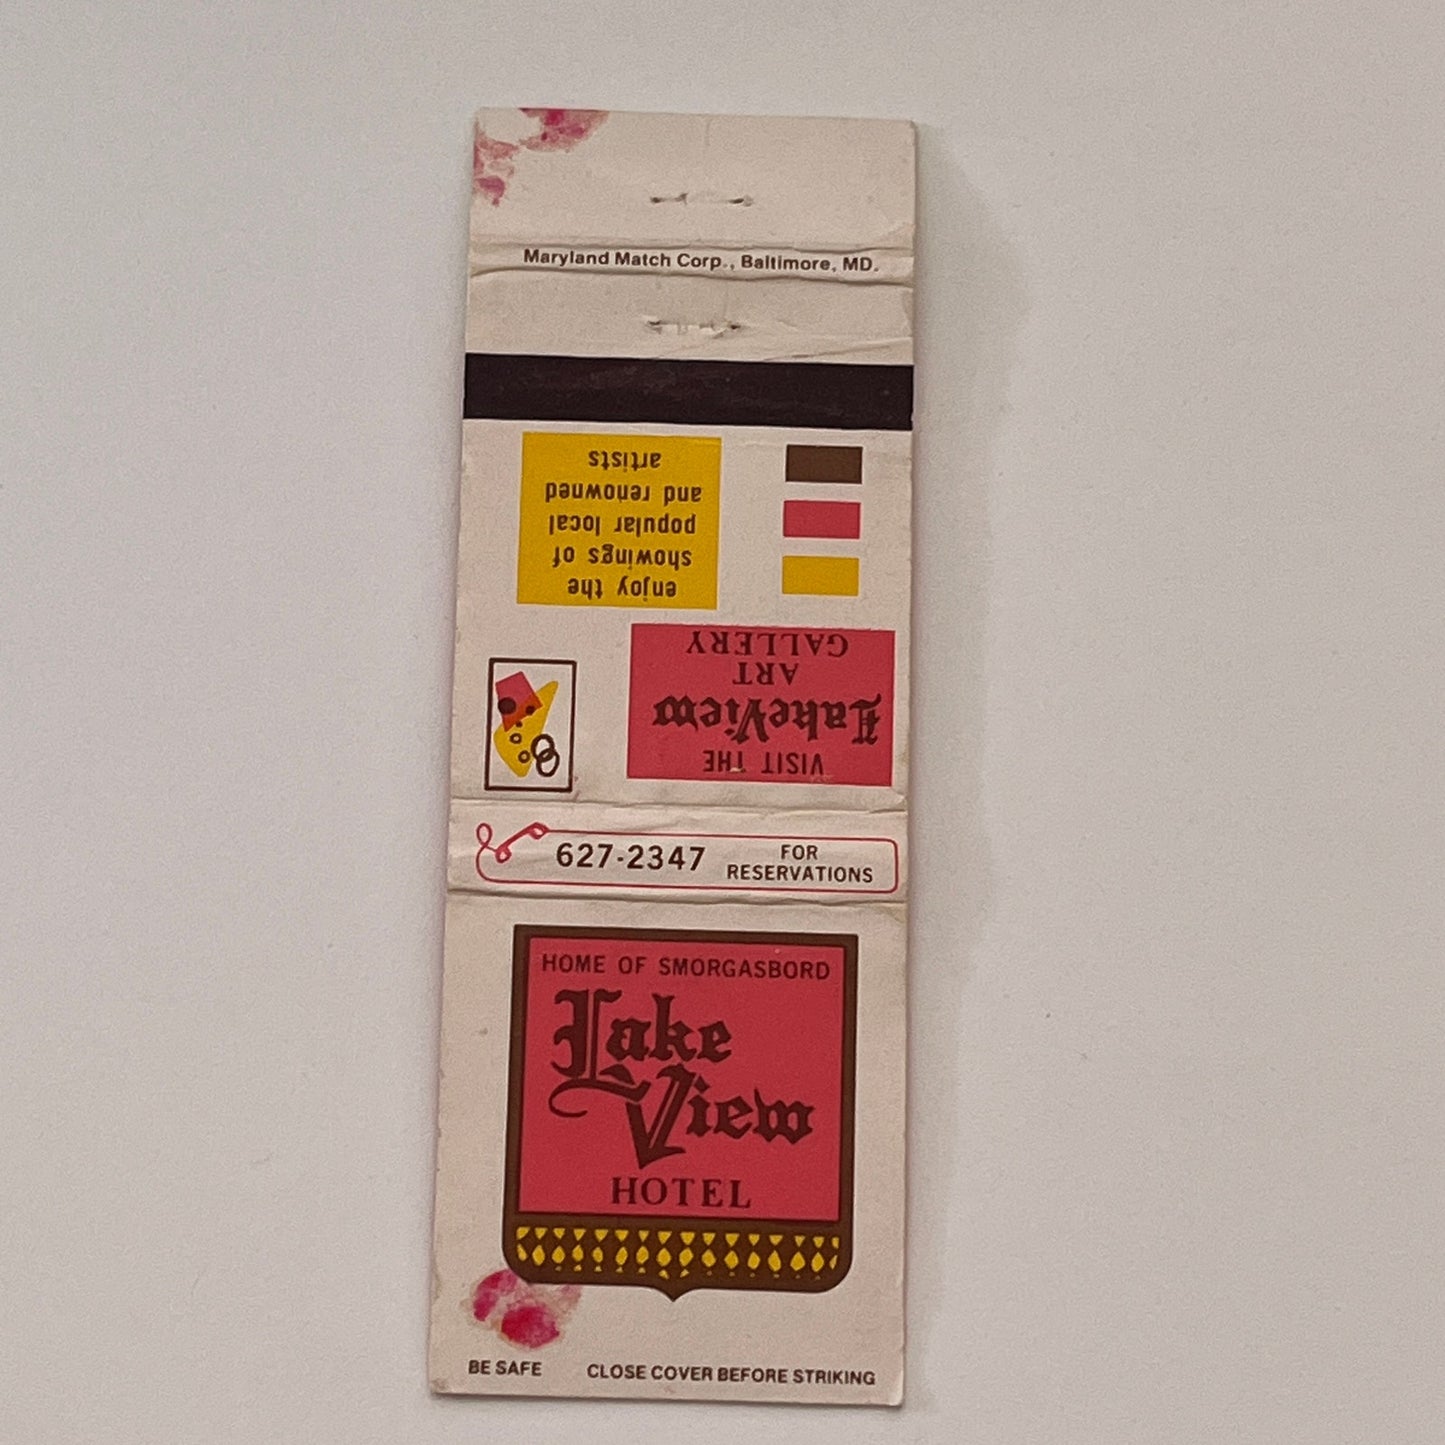 Maryland Match Corp., Baltimore, MD.
VISIT THE
LakeView
ART
GALLERY
enjoy the
showings of
popular local
and renowned
artists
627-2347
FOR
RESERVATIONS
HOME OF SMORGASBORD
Lake
View
HOTEL
BE SAFE CLOSE COVER BEFORE STRIKING